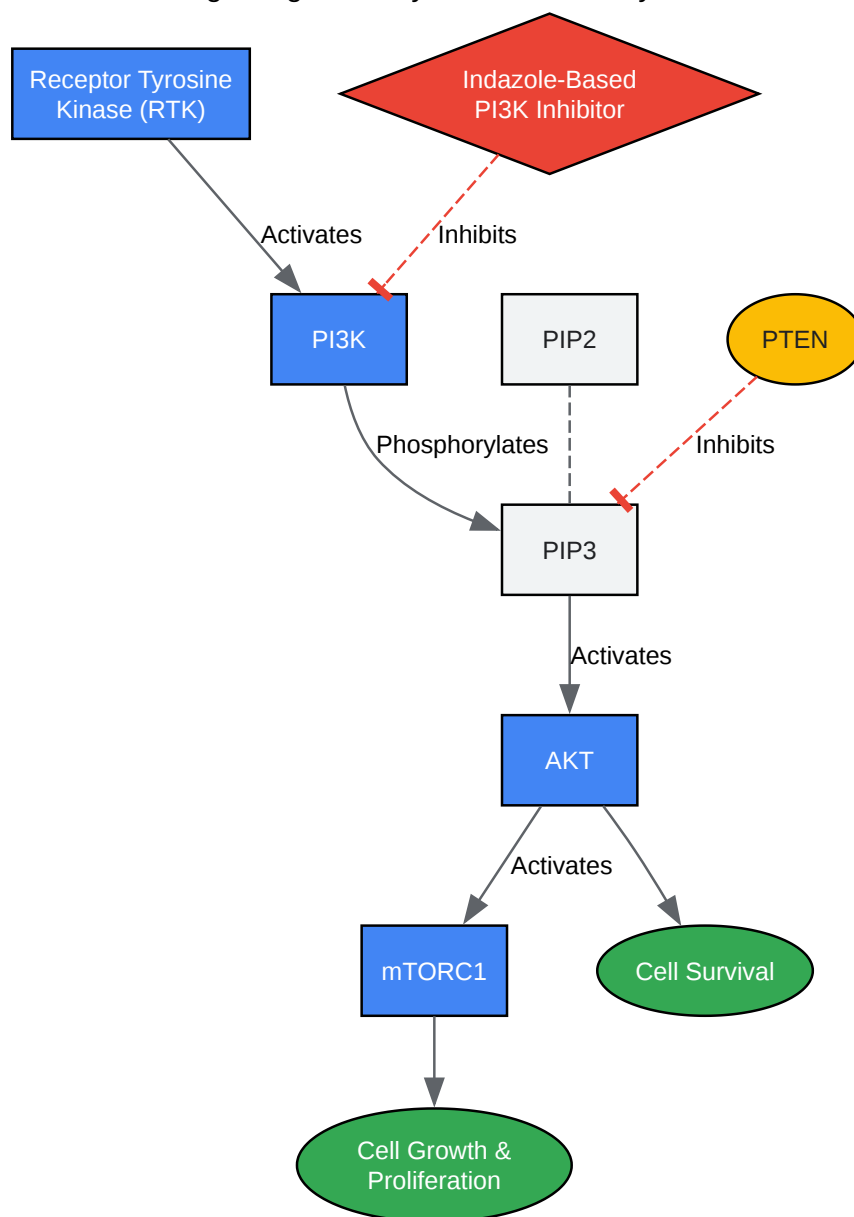 Receptor Tyrosine
Kinase (RTK)
Indazole-Based
PI3K Inhibitor
Activates
Inhibits
PI3K
PIP2
PTEN
Phosphorylates
Inhibits
PIP3
Activates
AKT
Activates
mTORC1
Cell Survival
Cell Growth &
Proliferation